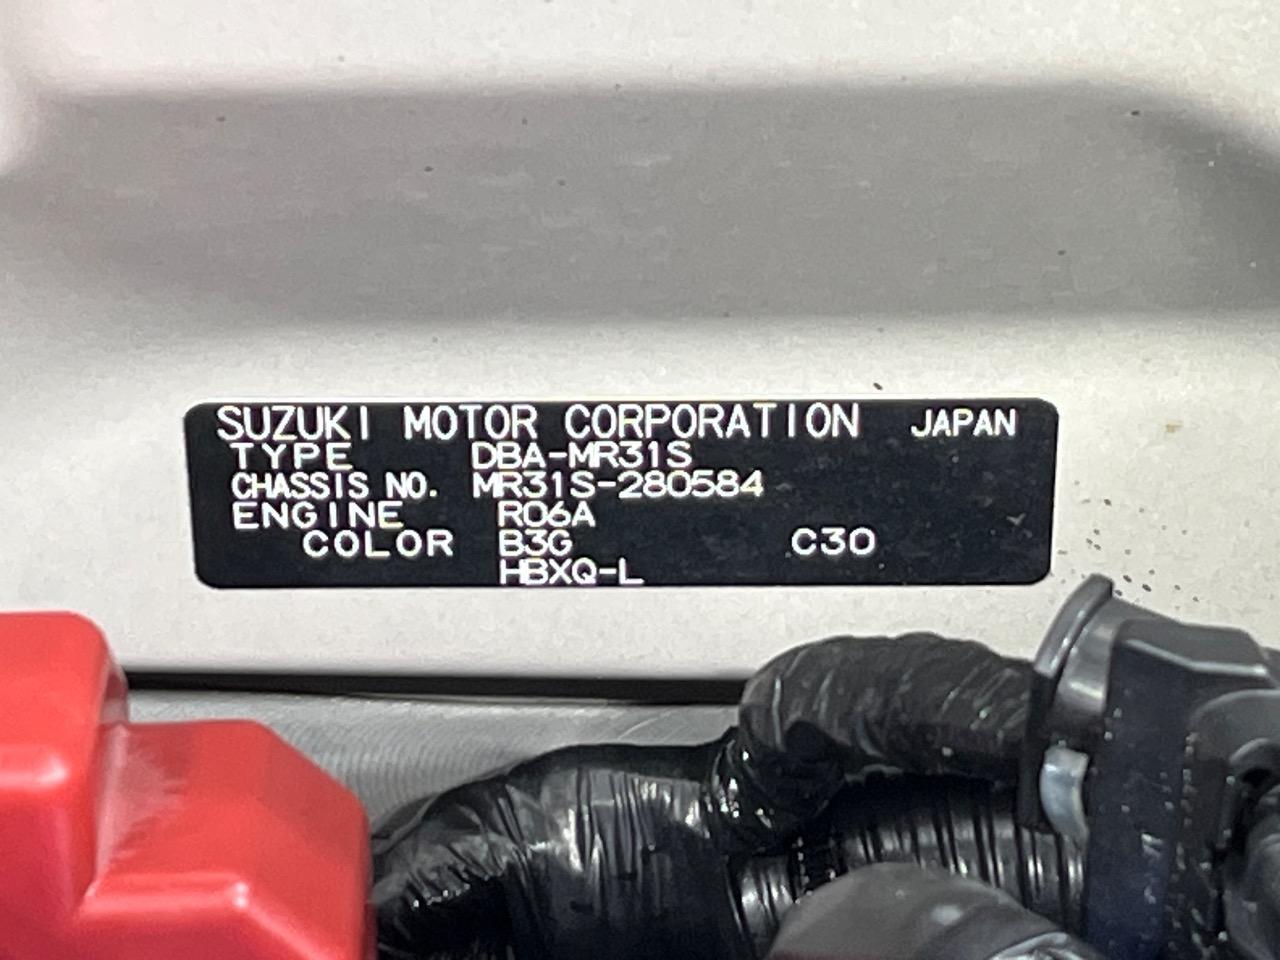 SUZUKI MOTOR CORPORATION JAPAN
TYPE DBA-MR31S
CHASSIS NO. MR31S-280584
ENGINE R06A
COLOR B3G C30
HBXQ-L